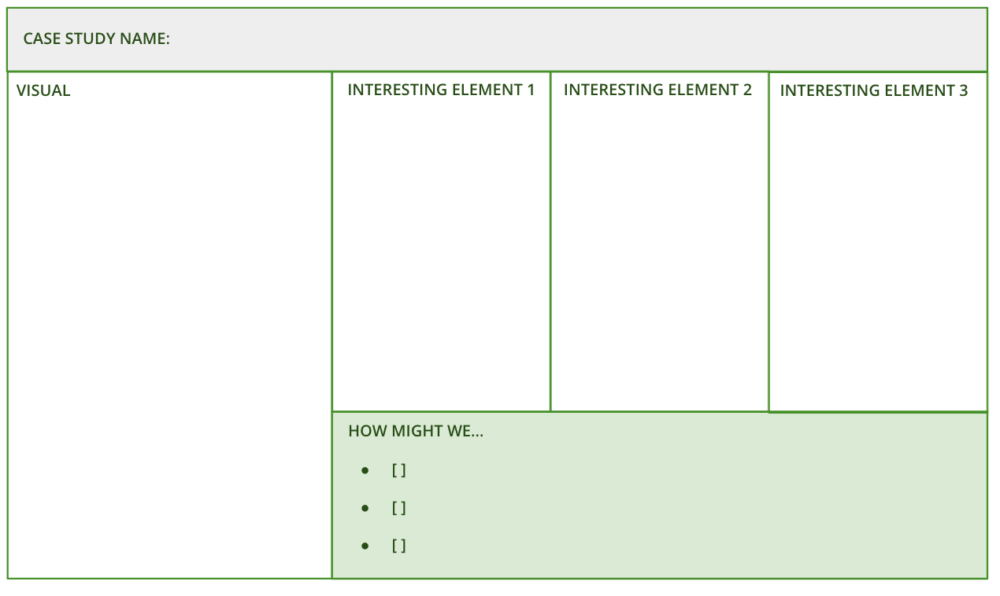 CASE STUDY NAME:
VISUAL
INTERESTING ELEMENT 1
INTERESTING ELEMENT 2
INTERESTING ELEMENT 3
HOW MIGHT WE...
● [ ]
● [ ]
● [ ]